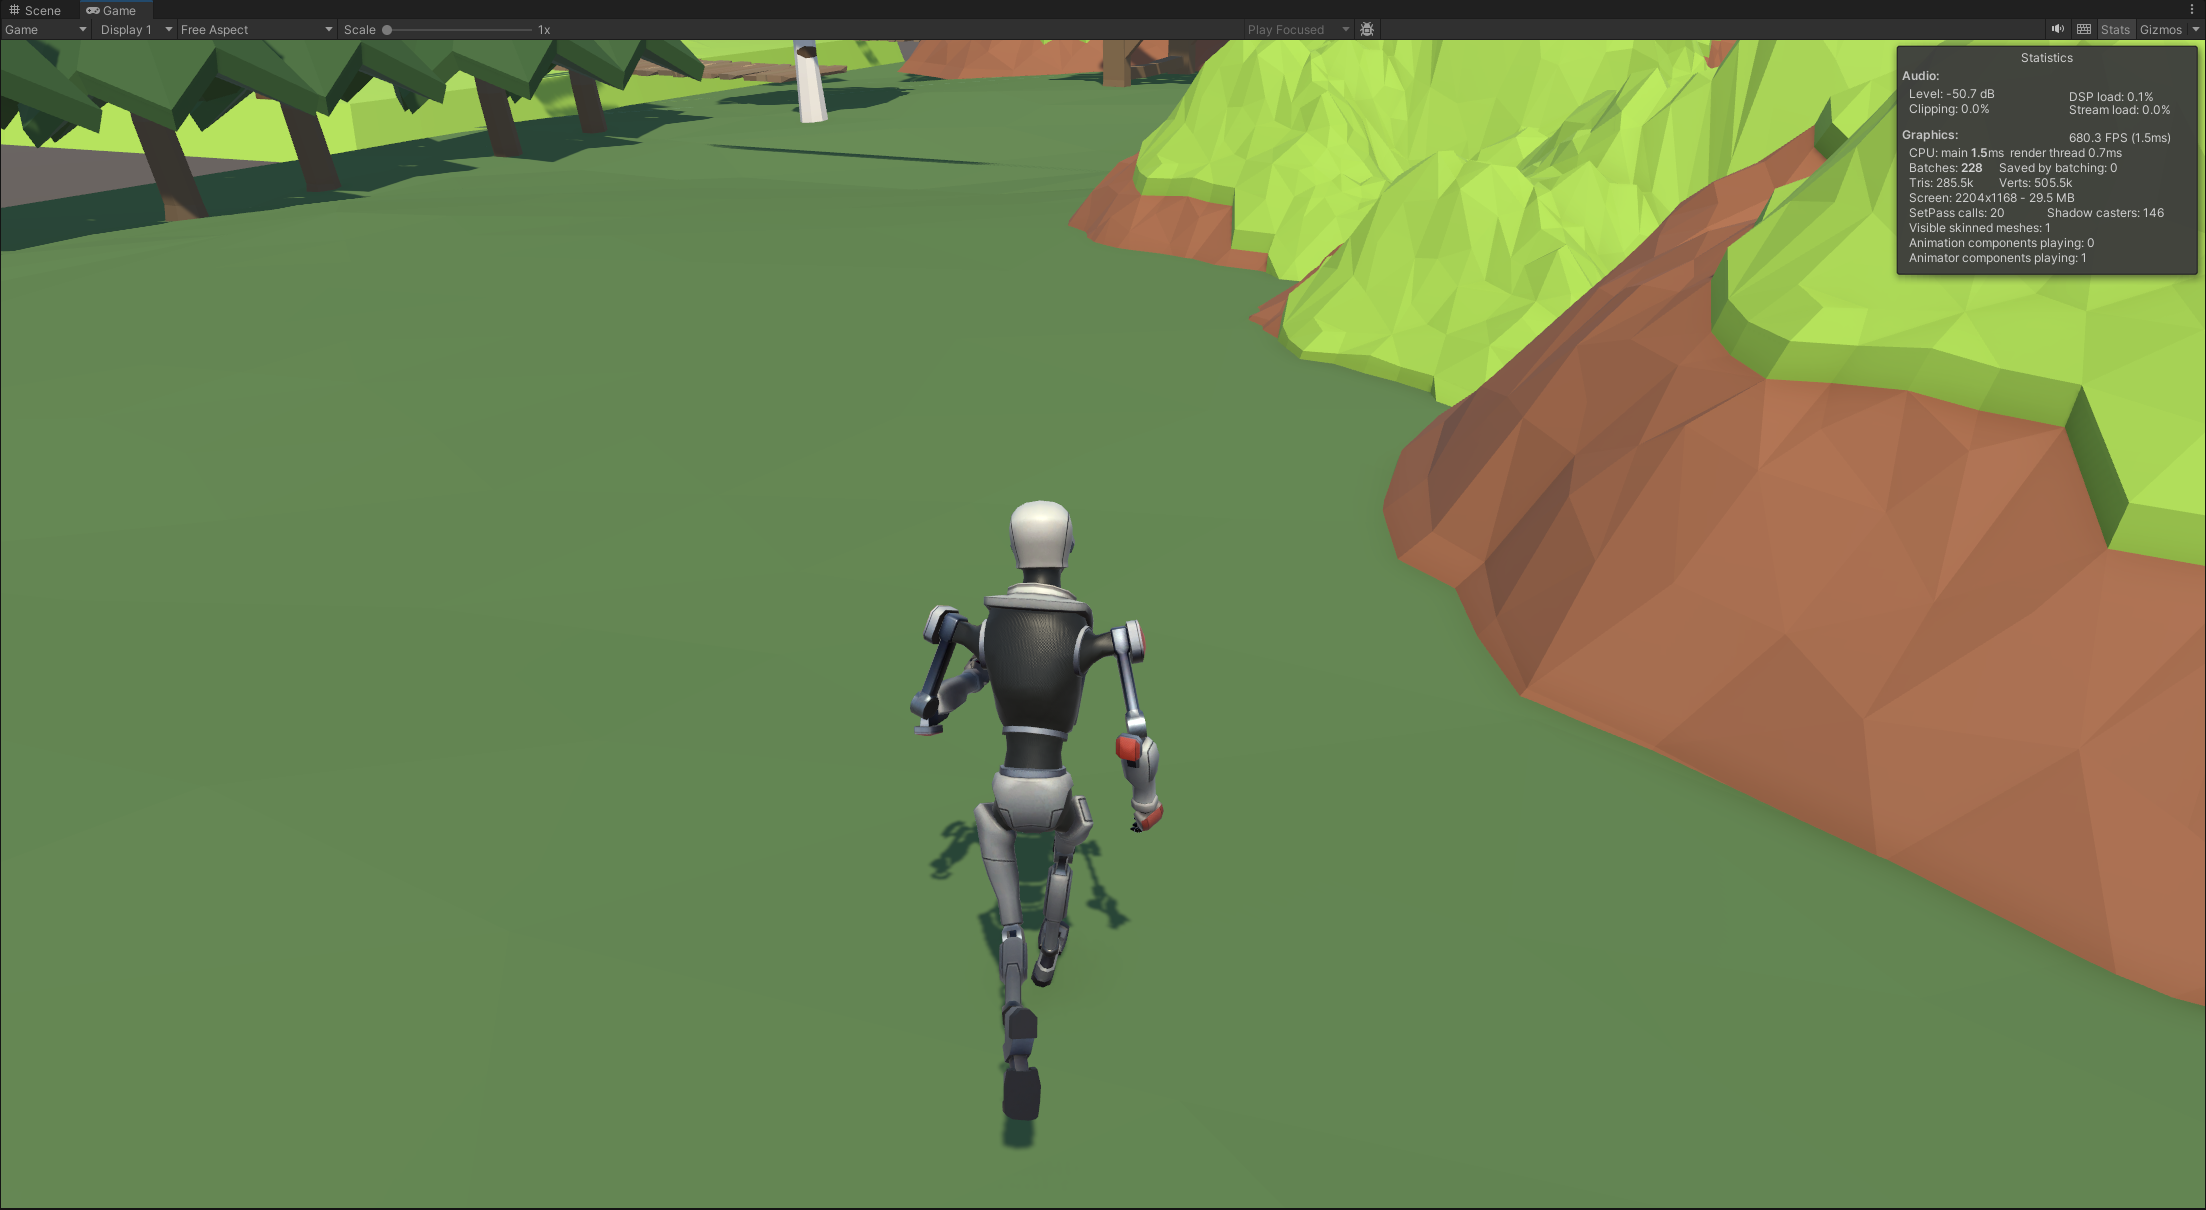 Scene Game
Game Display 1 Free Aspect Scale 1x Play Focused Stats Gizmos
Statistics
Audio:
Level: -50.7 dB DSP load: 0.1%
Clipping: 0.0% Stream load: 0.0%
Graphics: 680.3 FPS (1.5ms)
CPU: main 1.5ms render thread 0.7ms
Batches: 228 Saved by batching: 0
Tris: 285.5k Verts: 505.5k
Screen: 2204x1168 - 29.5 MB
SetPass calls: 20 Shadow casters: 146
Visible skinned meshes: 1
Animation components playing: 0
Animator components playing: 1